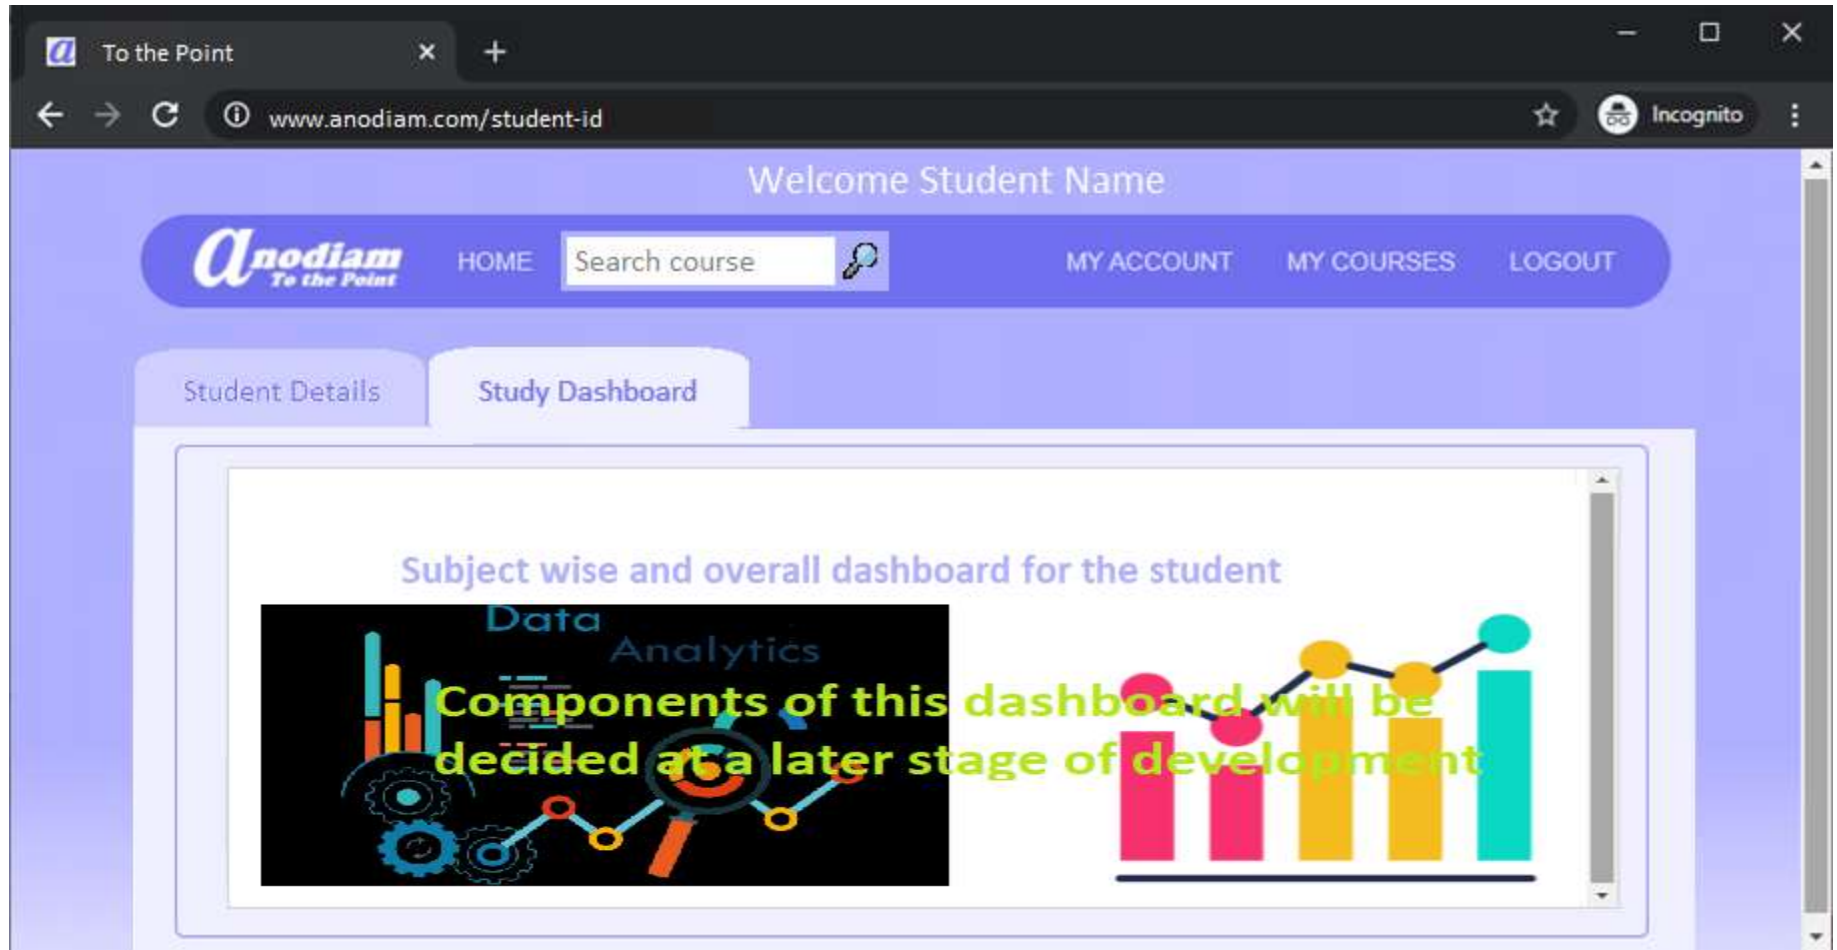 To the Point
www.anodiam.com/student-id
Incognito
Welcome Student Name
anodiam
To the Point
HOME
Search course
MY ACCOUNT
MY COURSES
LOGOUT
Student Details
Study Dashboard
Subject wise and overall dashboard for the student
Data
Analytics
Components of this dashboard will be
decided at a later stage of development